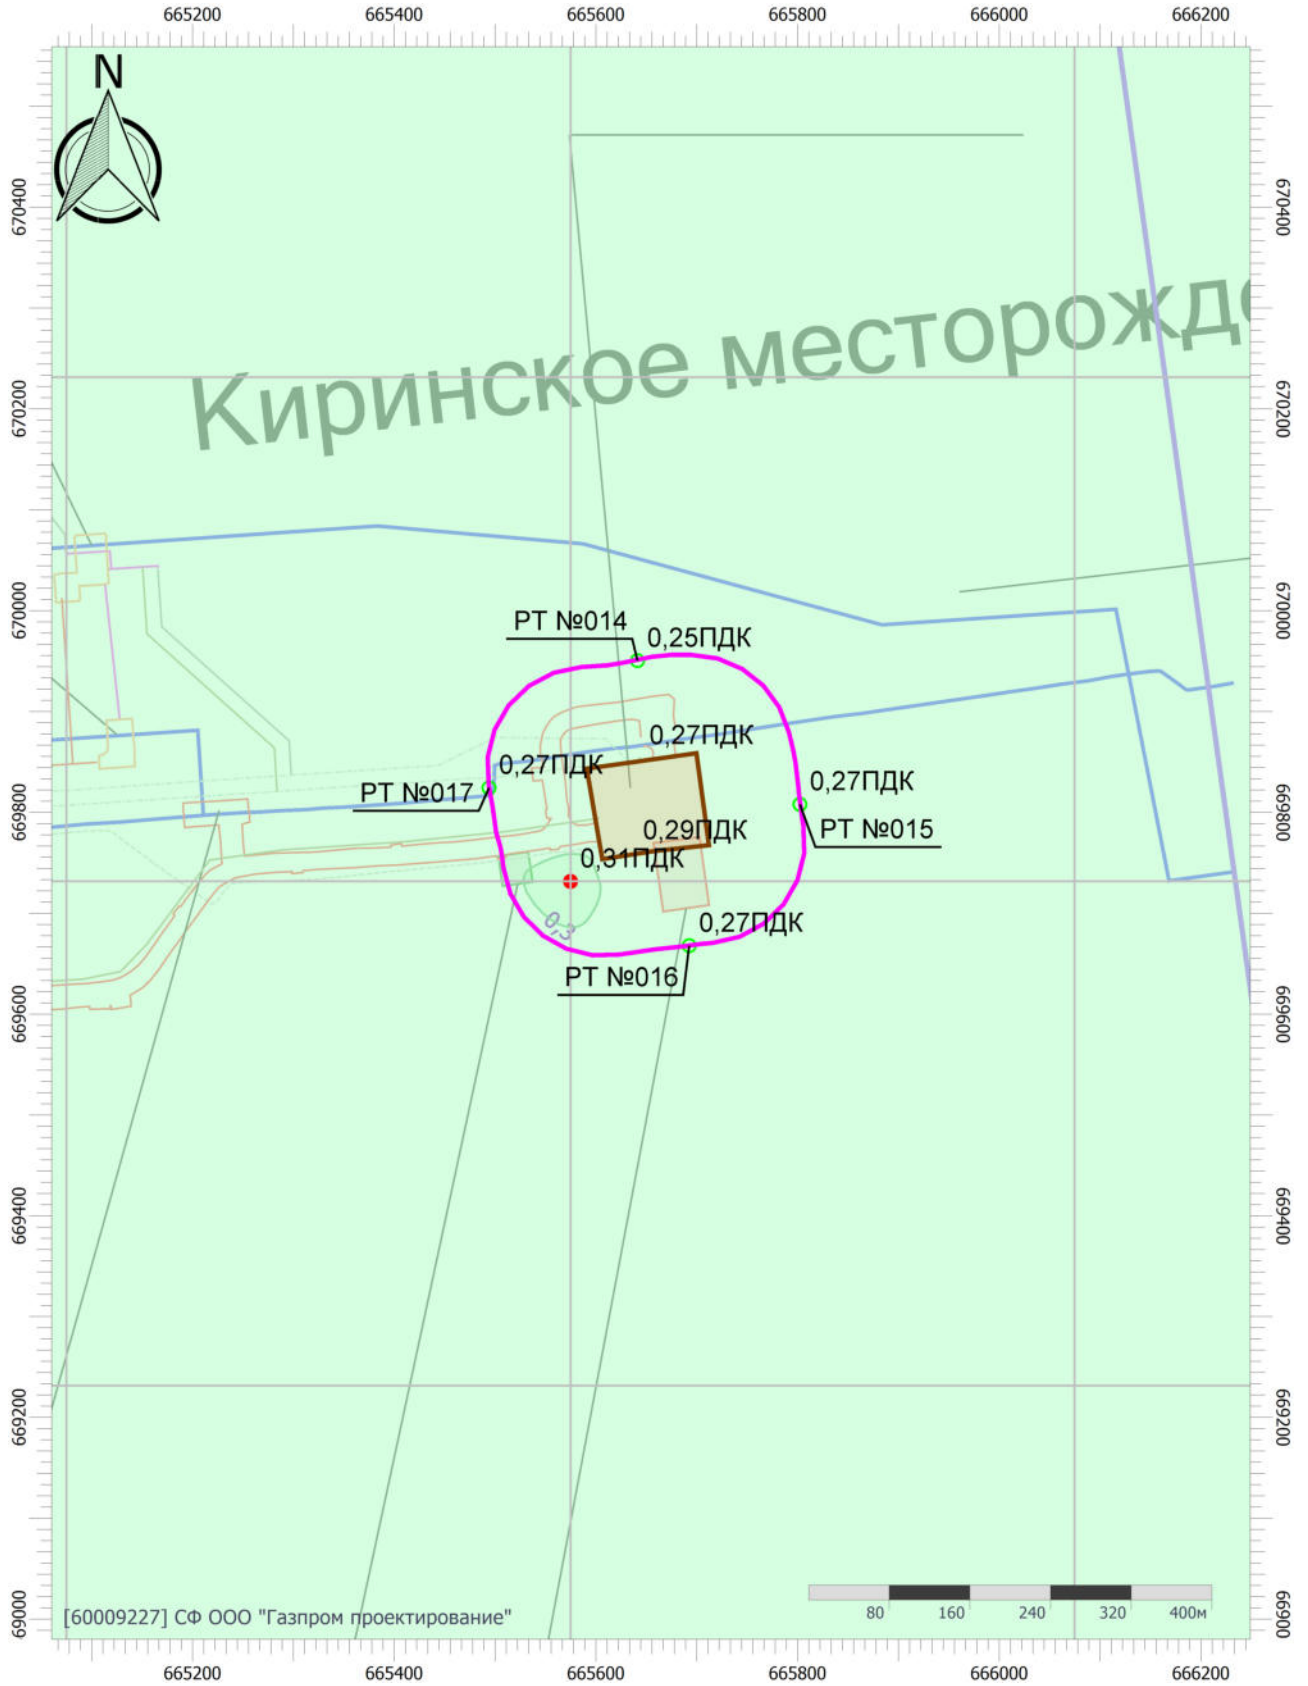 665200 665400 665600 665800 666000 666200
N
670400 670400
Киринское месторожд
670200 670200
670000 670000
РТ №014
0,25ПДК
0,27ПДК
0,27ПДК
РТ №017
0,27ПДК
669800 669800
РТ №015
0,29ПДК
0,31ПДК
0,3
0,27ПДК
РТ №016
669600 669600
669400 669400
669200 669200
669000 669000
80 160 240 320 400м
[60009227] СФ ООО "Газпром проектирование"
665200 665400 665600 665800 666000 666200